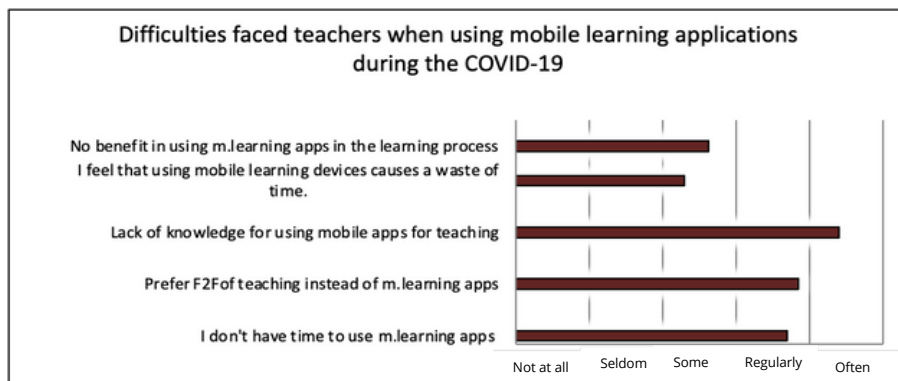 Difficulties faced teachers when using mobile learning applications
during the COVID-19
No benefit in using m.learning apps in the learning process
I feel that using mobile learning devices causes a waste of
time.
Lack of knowledge for using mobile apps for teaching
Prefer F2Fof teaching instead of m.learning apps
I don't have time to use m.learning apps
Not at all Seldom Some Regularly Often